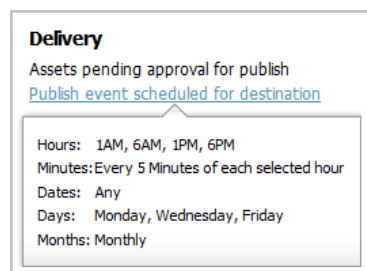 Delivery
Assets pending approval for publish
Publish event scheduled for destination
Hours: 1AM, 6AM, 1PM, 6PM
Minutes:Every 5 Minutes of each selected hour
Dates: Any
Days: Monday, Wednesday, Friday
Months: Monthly